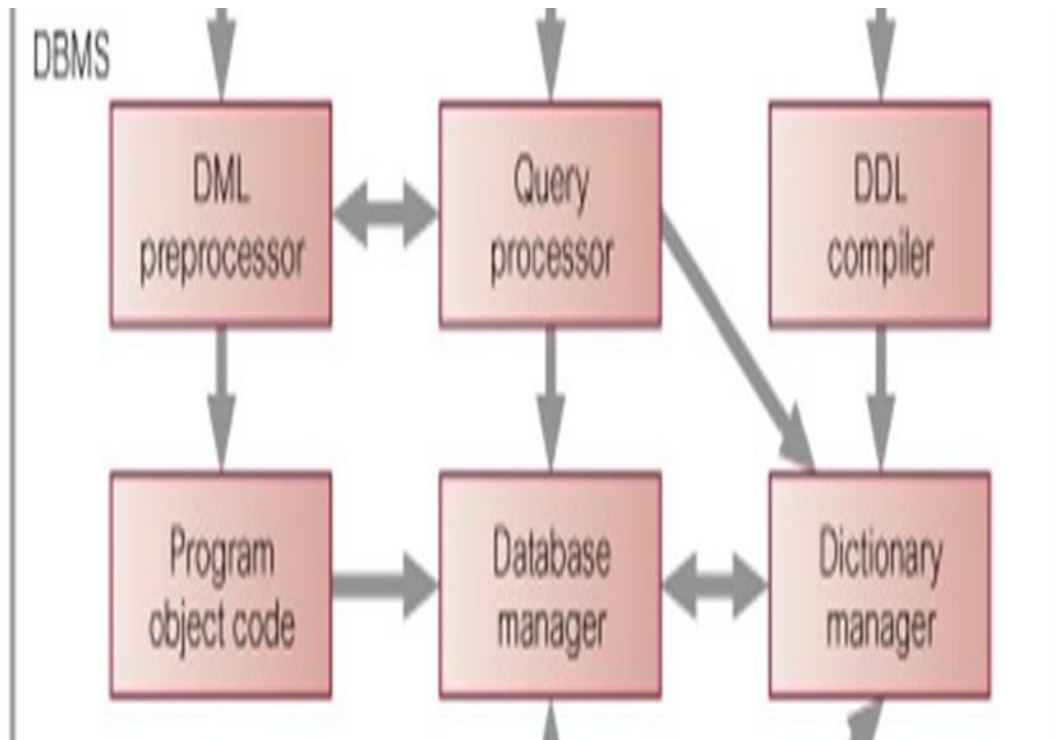 DBMS
DML
preprocessor
Query
processor
DDL
compiler
Program
object code
Database
manager
Dictionary
manager